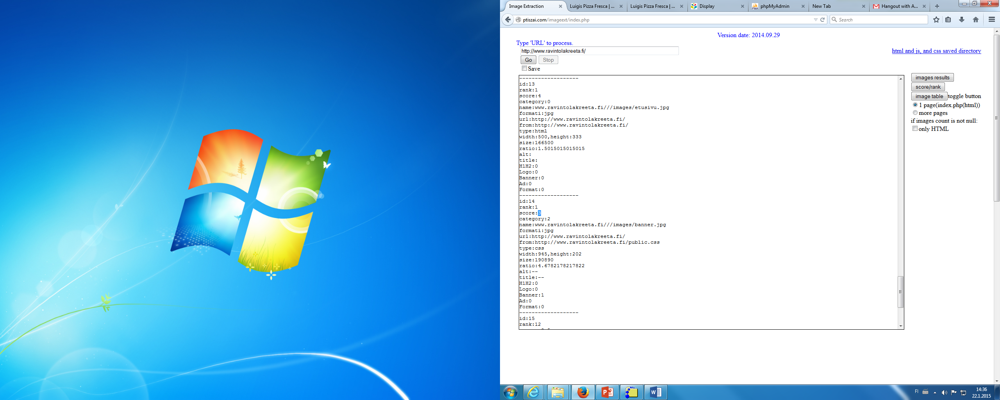 Image Extraction
Luigis Pizza Fresca | ...
Luigis Pizza Fresca | ...
Display
phpMyAdmin
New Tab
Hangout with A...
ptiszai.com/imageext/index.php
Search
Version date: 2014.09.29
Type 'URL' to process.
http://www.ravintolakreeta.fi/
html and js, and css saved directory
Go Stop
Save
-------------------
id:13
rank:1
score:4
category:0
name:www.ravintolakreeta.fi///images/etusivu.jpg
formati:jpg
url:http://www.ravintolakreeta.fi/
from:http://www.ravintolakreeta.fi/
type:html
width:500,height:333
size:166500
ratio:1.5015015015015
alt:
title:
H1H2:0
Logo:0
Banner:0
Ad:0
Format:0
-------------------
id:14
rank:1
score:3
category:2
name:www.ravintolakreeta.fi///images/banner.jpg
formati:jpg
url:http://www.ravintolakreeta.fi/
from:http://www.ravintolakreeta.fi/public.css
type:css
width:945,height:202
size:190890
ratio:4.6782178217822
alt:--
title:--
H1H2:0
Logo:0
Banner:1
Ad:0
Format:0
-------------------
id:15
rank:12
images results
score/rank
image table toggle button
1 page(index.php(html))
more pages
if images count is not null:
only HTML
FI
14:36
22.1.2015